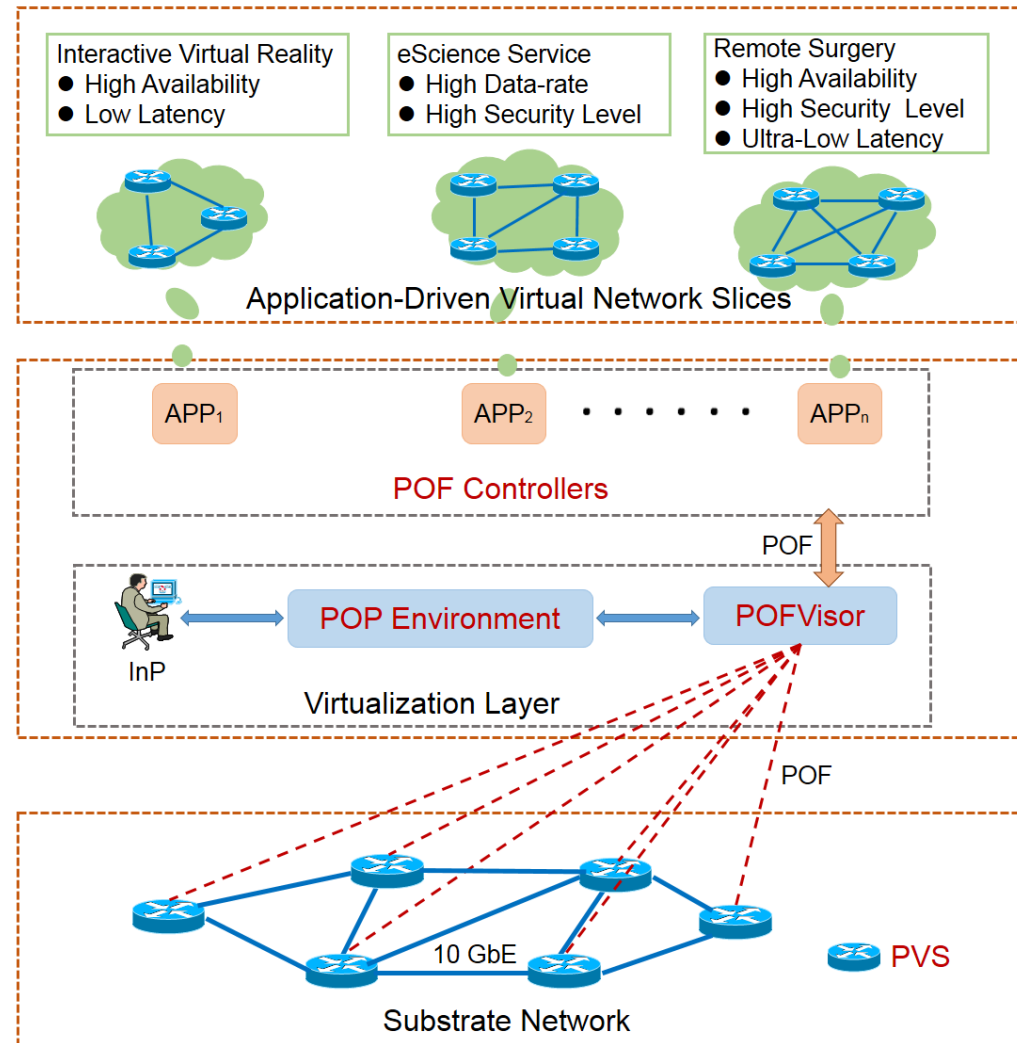 Interactive Virtual Reality
● High Availability
● Low Latency
eScience Service
● High Data-rate
● High Security Level
Remote Surgery
● High Availability
● High Security Level
● Ultra-Low Latency
Application-Driven Virtual Network Slices
APP₁
APP₂
· · · · · ·
APPₙ
POF Controllers
POF
InP
POP Environment
POFVisor
Virtualization Layer
POF
10 GbE
PVS
Substrate Network